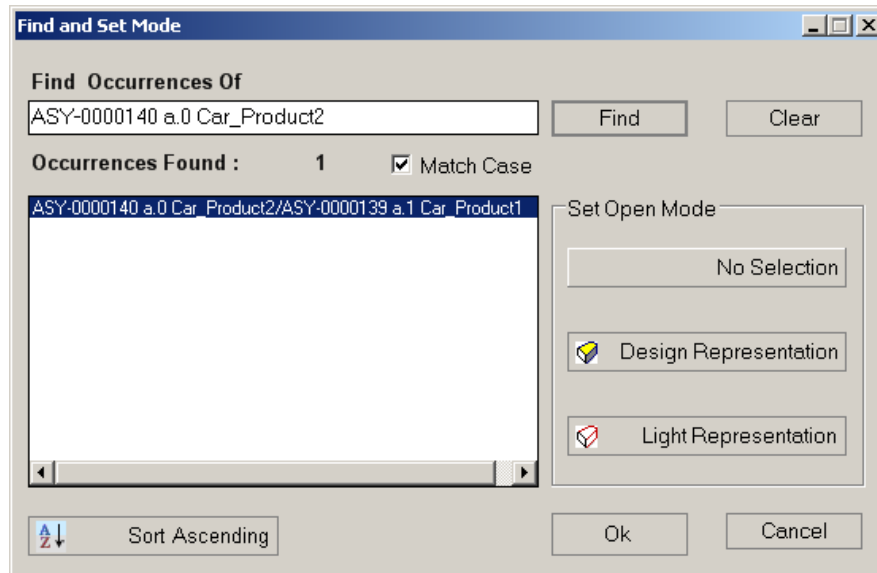 Find and Set Mode
Find Occurrences Of
ASY-0000140 a.0 Car_Product2
Find
Clear
Occurrences Found :
1
Match Case
ASY-0000140 a.0 Car_Product2/ASY-0000139 a.1 Car_Product1
Set Open Mode
No Selection
Design Representation
Light Representation
A
Z
Sort Ascending
Ok
Cancel